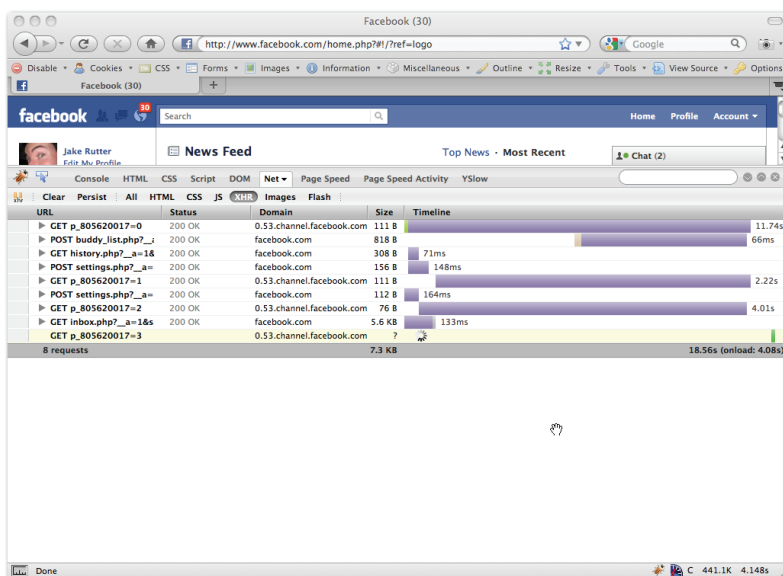 Facebook (30)
http://www.facebook.com/home.php?#!/?ref=logo Google
Disable Cookies CSS Forms Images Information Miscellaneous Outline Resize Tools View Source Options
Facebook (30) +
facebook 30 Search Home Profile Account
Jake Rutter News Feed Top News · Most Recent Chat (2)
Edit My Profile
Console HTML CSS Script DOM Net Page Speed Page Speed Activity YSlow
Clear Persist All HTML CSS JS XHR Images Flash
URL Status Domain Size Timeline
GET p_805620017=0 200 OK 0.53.channel.facebook.com 111 B 11.74s
POST buddy_list.php?__a 200 OK facebook.com 818 B 66ms
GET history.php?__a=1& 200 OK facebook.com 308 B 71ms
POST settings.php?__a= 200 OK facebook.com 156 B 148ms
GET p_805620017=1 200 OK 0.53.channel.facebook.com 111 B 2.22s
POST settings.php?__a= 200 OK facebook.com 112 B 164ms
GET p_805620017=2 200 OK 0.53.channel.facebook.com 76 B 4.01s
GET inbox.php?__a=1&s 200 OK facebook.com 5.6 KB 133ms
GET p_805620017=3 0.53.channel.facebook.com ?
8 requests 7.3 KB 18.56s (onload: 4.08s)
Done C 441.1K 4.148s